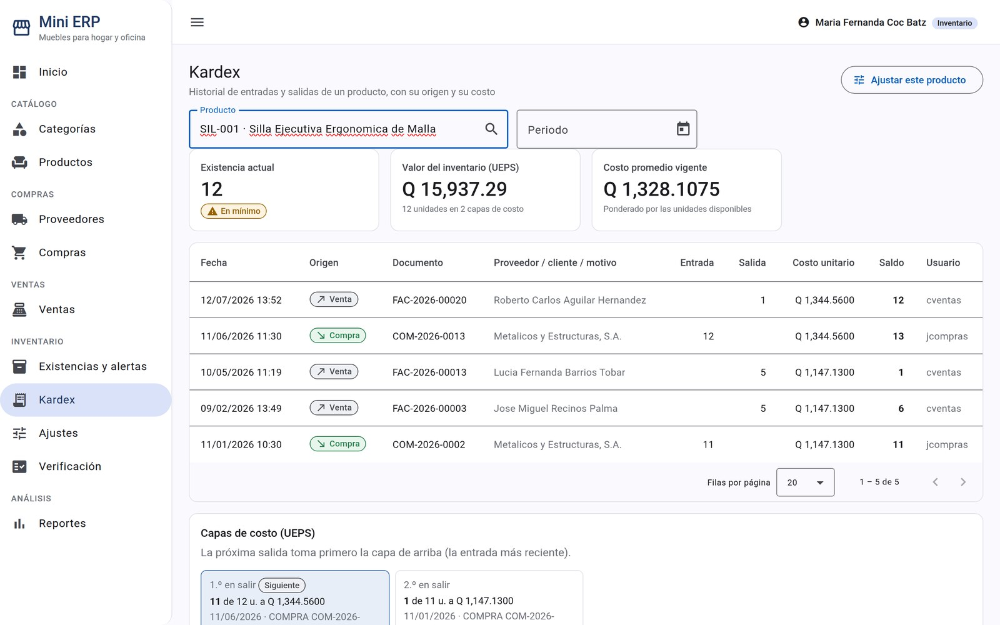 Mini ERP
Muebles para hogar y oficina
Inicio
CATÁLOGO
Categorías
Productos
COMPRAS
Proveedores
Compras
VENTAS
Ventas
INVENTARIO
Existencias y alertas
Kardex
Ajustes
Verificación
ANÁLISIS
Reportes
Maria Fernanda Coc Batz Inventario
Kardex
Historial de entradas y salidas de un producto, con su origen y su costo
Ajustar este producto
Producto
SIL-001 · Silla Ejecutiva Ergonomica de Malla
Periodo
Existencia actual
12
En mínimo
Valor del inventario (UEPS)
Q 15,937.29
12 unidades en 2 capas de costo
Costo promedio vigente
Q 1,328.1075
Ponderado por las unidades disponibles
Fecha Origen Documento Proveedor / cliente / motivo Entrada Salida Costo unitario Saldo Usuario
12/07/2026 13:52 Venta FAC-2026-00020 Roberto Carlos Aguilar Hernandez 1 Q 1,344.5600 12 cventas
11/06/2026 11:30 Compra COM-2026-0013 Metalicos y Estructuras, S.A. 12 Q 1,344.5600 13 jcompras
10/05/2026 11:19 Venta FAC-2026-00013 Lucia Fernanda Barrios Tobar 5 Q 1,147.1300 1 cventas
09/02/2026 13:49 Venta FAC-2026-00003 Jose Miguel Recinos Palma 5 Q 1,147.1300 6 cventas
11/01/2026 10:30 Compra COM-2026-0002 Metalicos y Estructuras, S.A. 11 Q 1,147.1300 11 jcompras
Filas por página 20 1 – 5 de 5
Capas de costo (UEPS)
La próxima salida toma primero la capa de arriba (la entrada más reciente).
1.º en salir Siguiente
11 de 12 u. a Q 1,344.5600
11/06/2026 · COMPRA COM-2026-
2.º en salir
1 de 11 u. a Q 1,147.1300
11/01/2026 · COMPRA COM-2026-